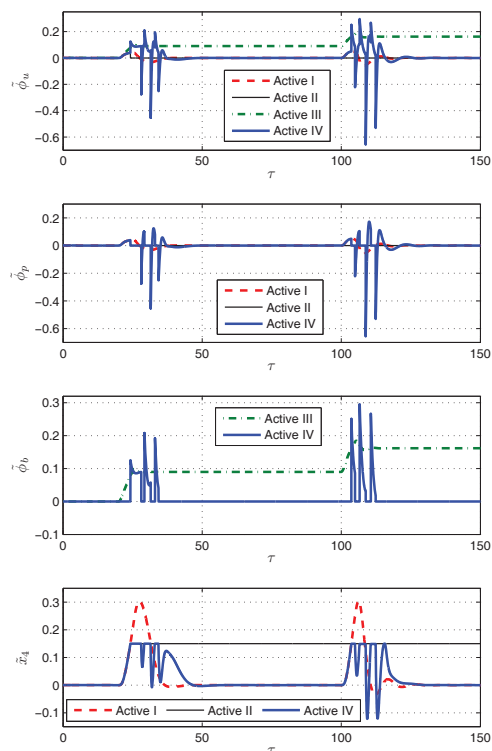 0.2
0
−0.2
−0.4
−0.6
ϕ̃u
Active I
Active II
Active III
Active IV
0 50 100 150
τ
0.2
0
−0.2
−0.4
−0.6
ϕ̃p
Active I
Active II
Active IV
0 50 100 150
τ
0.3
0.2
0.1
0
−0.1
ϕ̃b
Active III
Active IV
0 50 100 150
τ
0.3
0.2
0.1
0
−0.1
x̃4
Active I Active II Active IV
0 50 100 150
τ